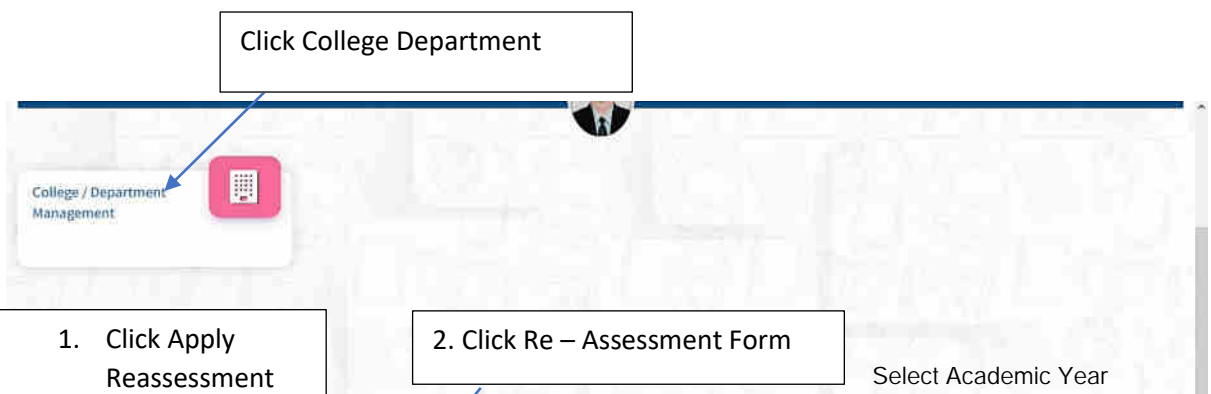 Click College Department
College / Department
Management
1. Click Apply
Reassessment
2. Click Re – Assessment Form
Select Academic Year